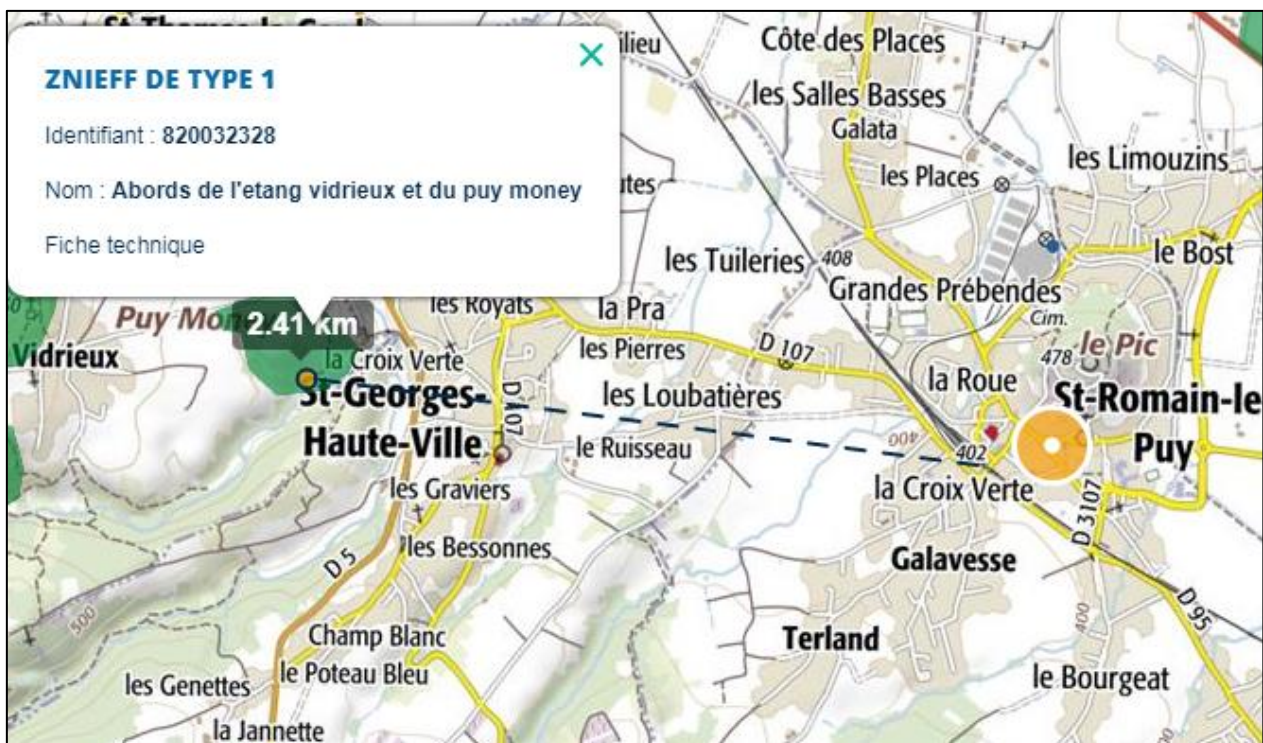 ZNIEFF DE TYPE 1
Identifiant : 820032328
Nom : Abords de l'etang vidrieux et du puy money
Fiche technique
Côte des Places
les Salles Basses
Galata
les Limouzins
les Places
le Bost
les Tuileries
408
Grandes Prébendes
Cim.
478
le Pic
les Royats
la Pra
les Pierres
D 107
2.41 km
Vidrieux
la Croix Verte
St-Georges-
Haute-Ville
D 107
les Loubatières
le Ruisseau
la Roue
St-Romain-le
Puy
400
402
la Croix Verte
D 3107
les Graviers
les Bessonnes
D 5
500
Galavesse
Terland
400
D 95
Champ Blanc
le Poteau Bleu
les Genettes
la Jannette
le Bourgeat